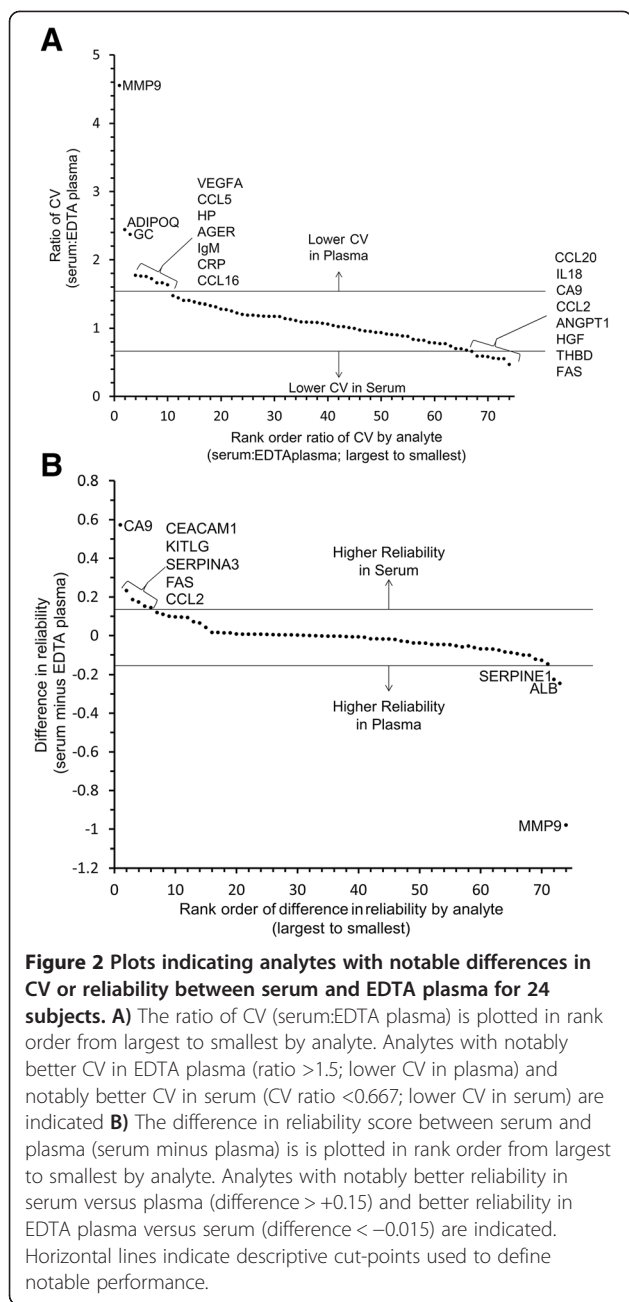 A
5
4
3
2
1
0
Ratio of CV
(serum:EDTA plasma)
MMP9
ADIPOQ
GC
VEGFA
CCL5
HP
AGER
IgM
CRP
CCL16
Lower CV
in Plasma
Lower CV in Serum
CCL20
IL18
CA9
CCL2
ANGPT1
HGF
THBD
FAS
0 10 20 30 40 50 60 70
Rank order ratio of CV by analyte
(serum:EDTAplasma; largest to smallest)
B
0.8
0.6
0.4
0.2
0
-0.2
-0.4
-0.6
-0.8
-1
-1.2
Difference in reliability
(serum minus EDTA plasma)
CA9
CEACAM1
KITLG
SERPINA3
FAS
CCL2
Higher Reliability
in Serum
Higher Reliability
in Plasma
SERPINE1
ALB
MMP9
0 10 20 30 40 50 60 70
Rank order of difference in reliability by analyte
(largest to smallest)
Figure 2 Plots indicating analytes with notable differences in
CV or reliability between serum and EDTA plasma for 24
subjects. A) The ratio of CV (serum:EDTA plasma) is plotted in rank
order from largest to smallest by analyte. Analytes with notably
better CV in EDTA plasma (ratio >1.5; lower CV in plasma) and
notably better CV in serum (CV ratio <0.667; lower CV in serum) are
indicated B) The difference in reliability score between serum and
plasma (serum minus plasma) is is plotted in rank order from largest
to smallest by analyte. Analytes with notably better reliability in
serum versus plasma (difference > +0.15) and better reliability in
EDTA plasma versus serum (difference < −0.015) are indicated.
Horizontal lines indicate descriptive cut-points used to define
notable performance.